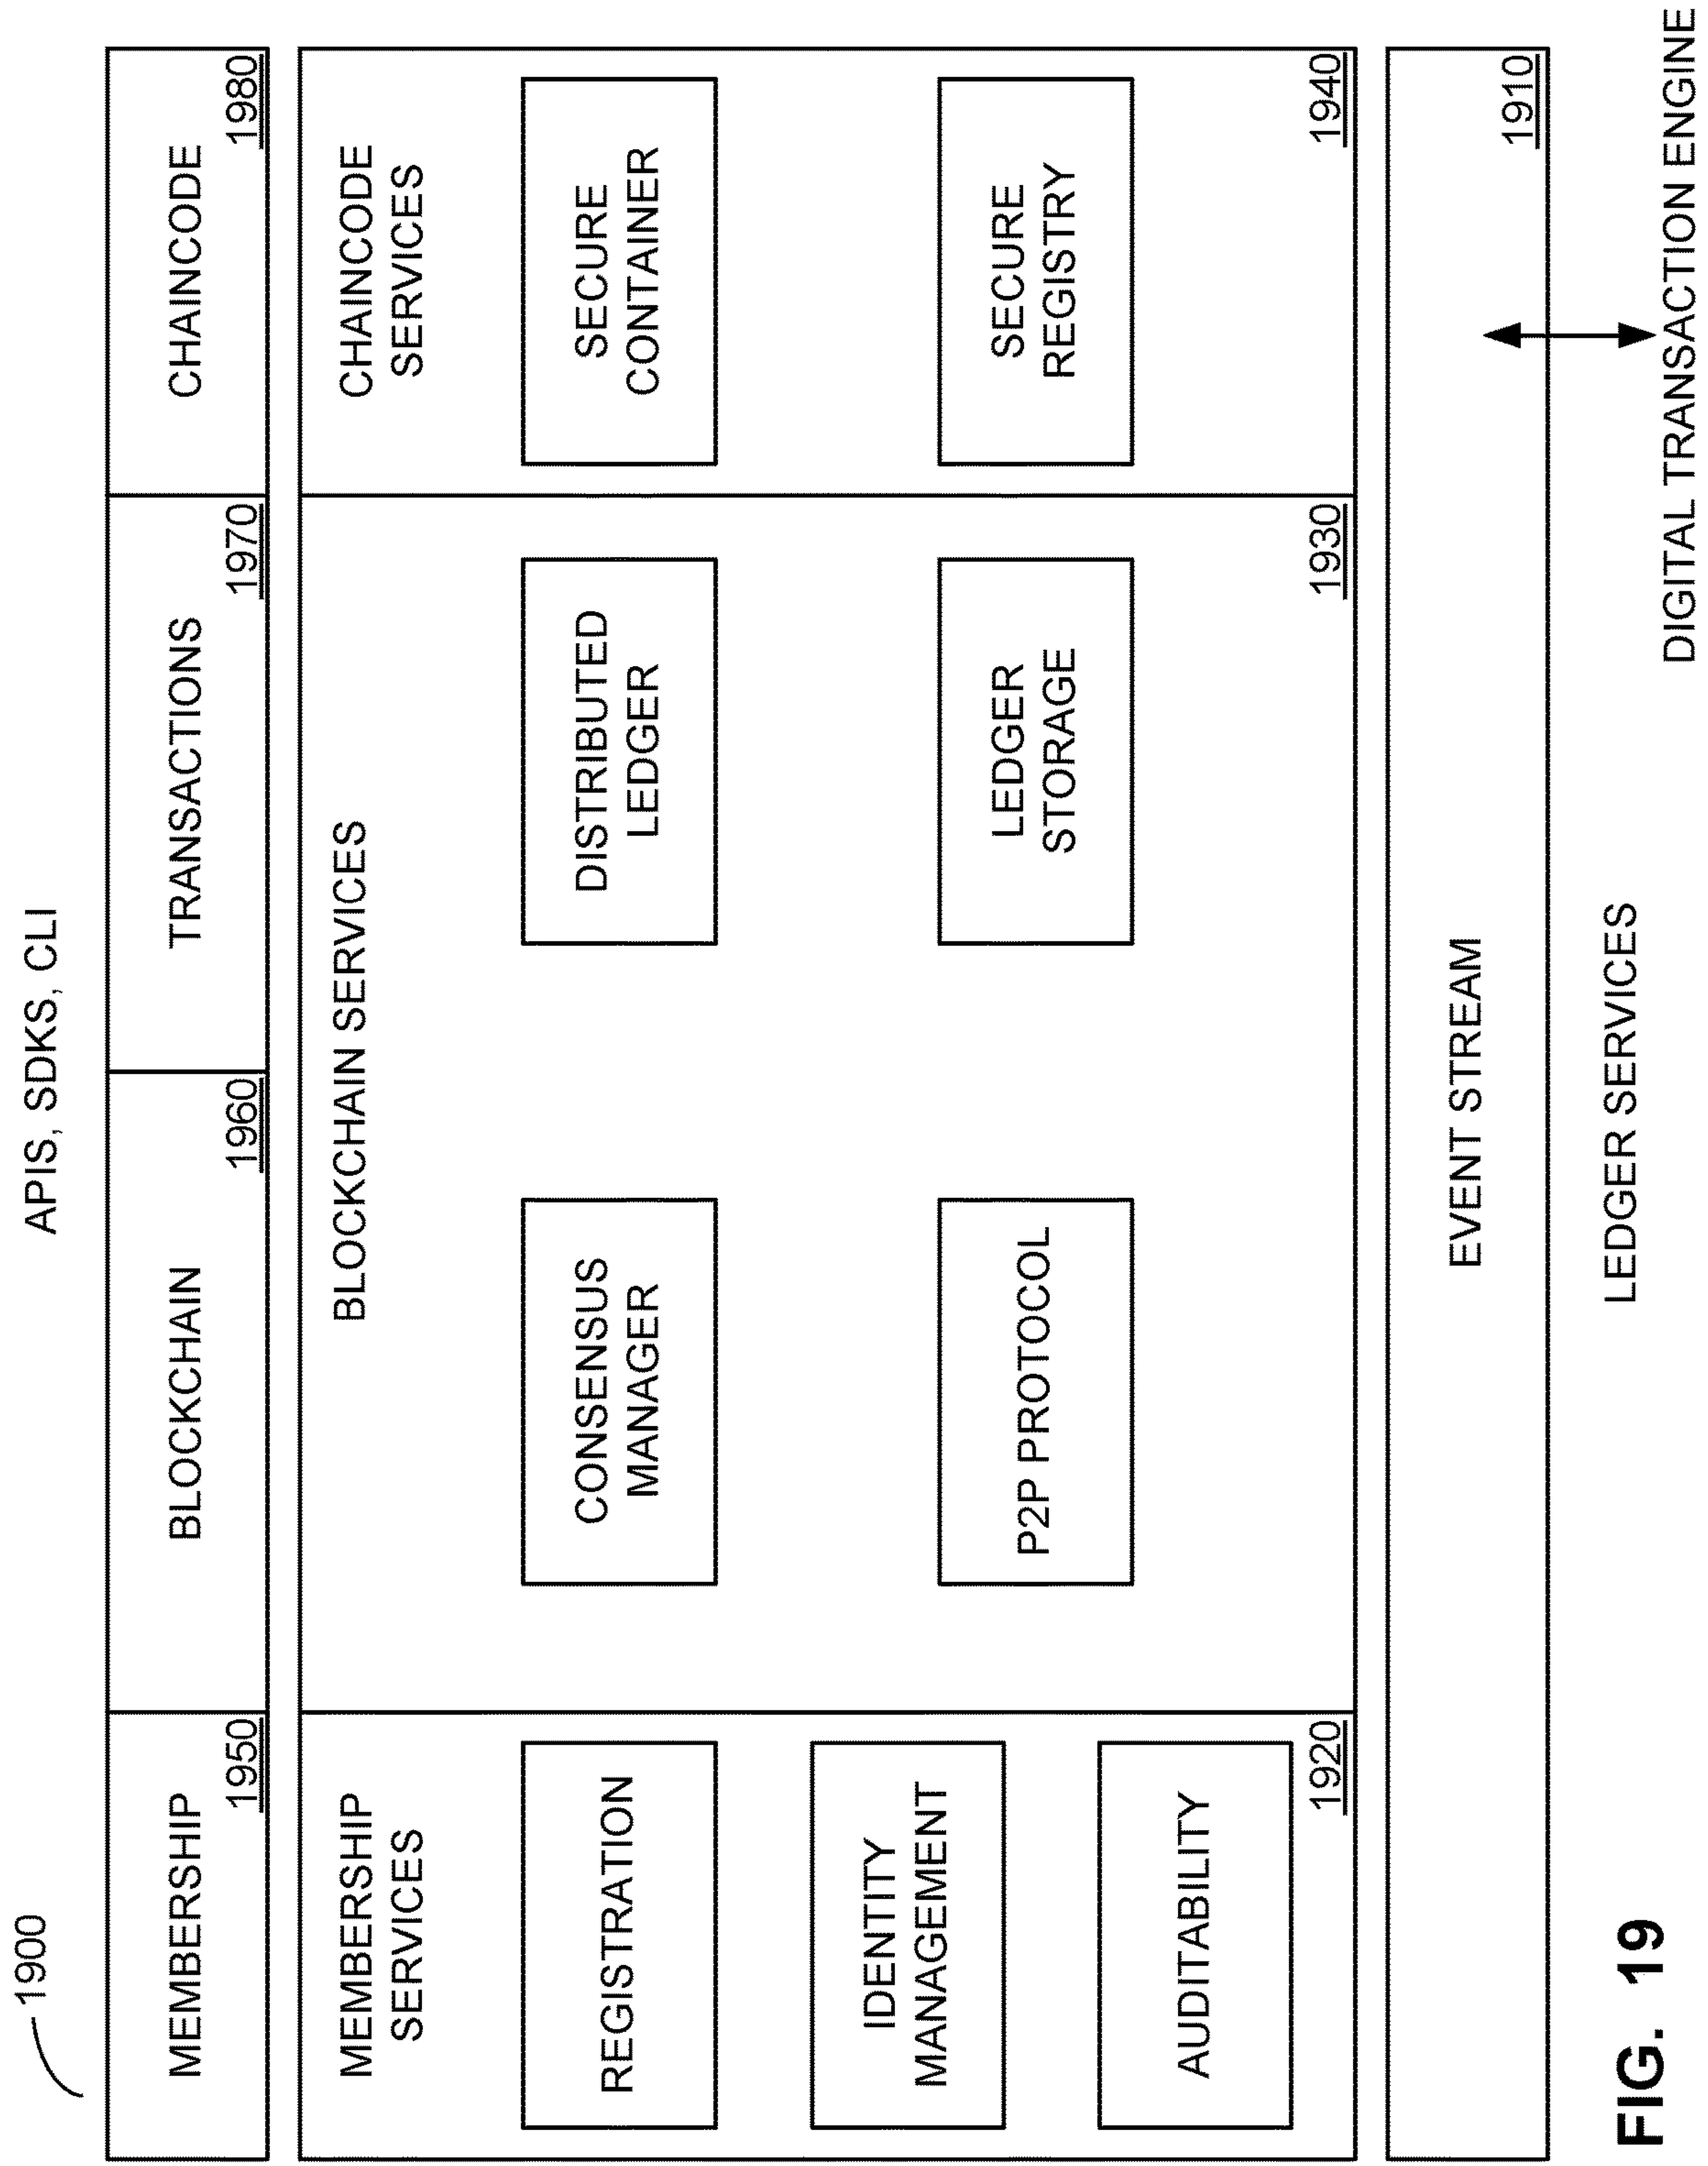 1900
APIS, SDKS, CLI
MEMBERSHIP
1950
BLOCKCHAIN
1960
TRANSACTIONS
1970
CHAINCODE
1980
MEMBERSHIP
SERVICES
REGISTRATION
IDENTITY
MANAGEMENT
AUDITABILITY
1920
BLOCKCHAIN SERVICES
CONSENSUS
MANAGER
DISTRIBUTED
LEDGER
P2P PROTOCOL
LEDGER
STORAGE
1930
CHAINCODE
SERVICES
SECURE
CONTAINER
SECURE
REGISTRY
1940
EVENT STREAM
1910
LEDGER SERVICES
DIGITAL TRANSACTION ENGINE
FIG. 19